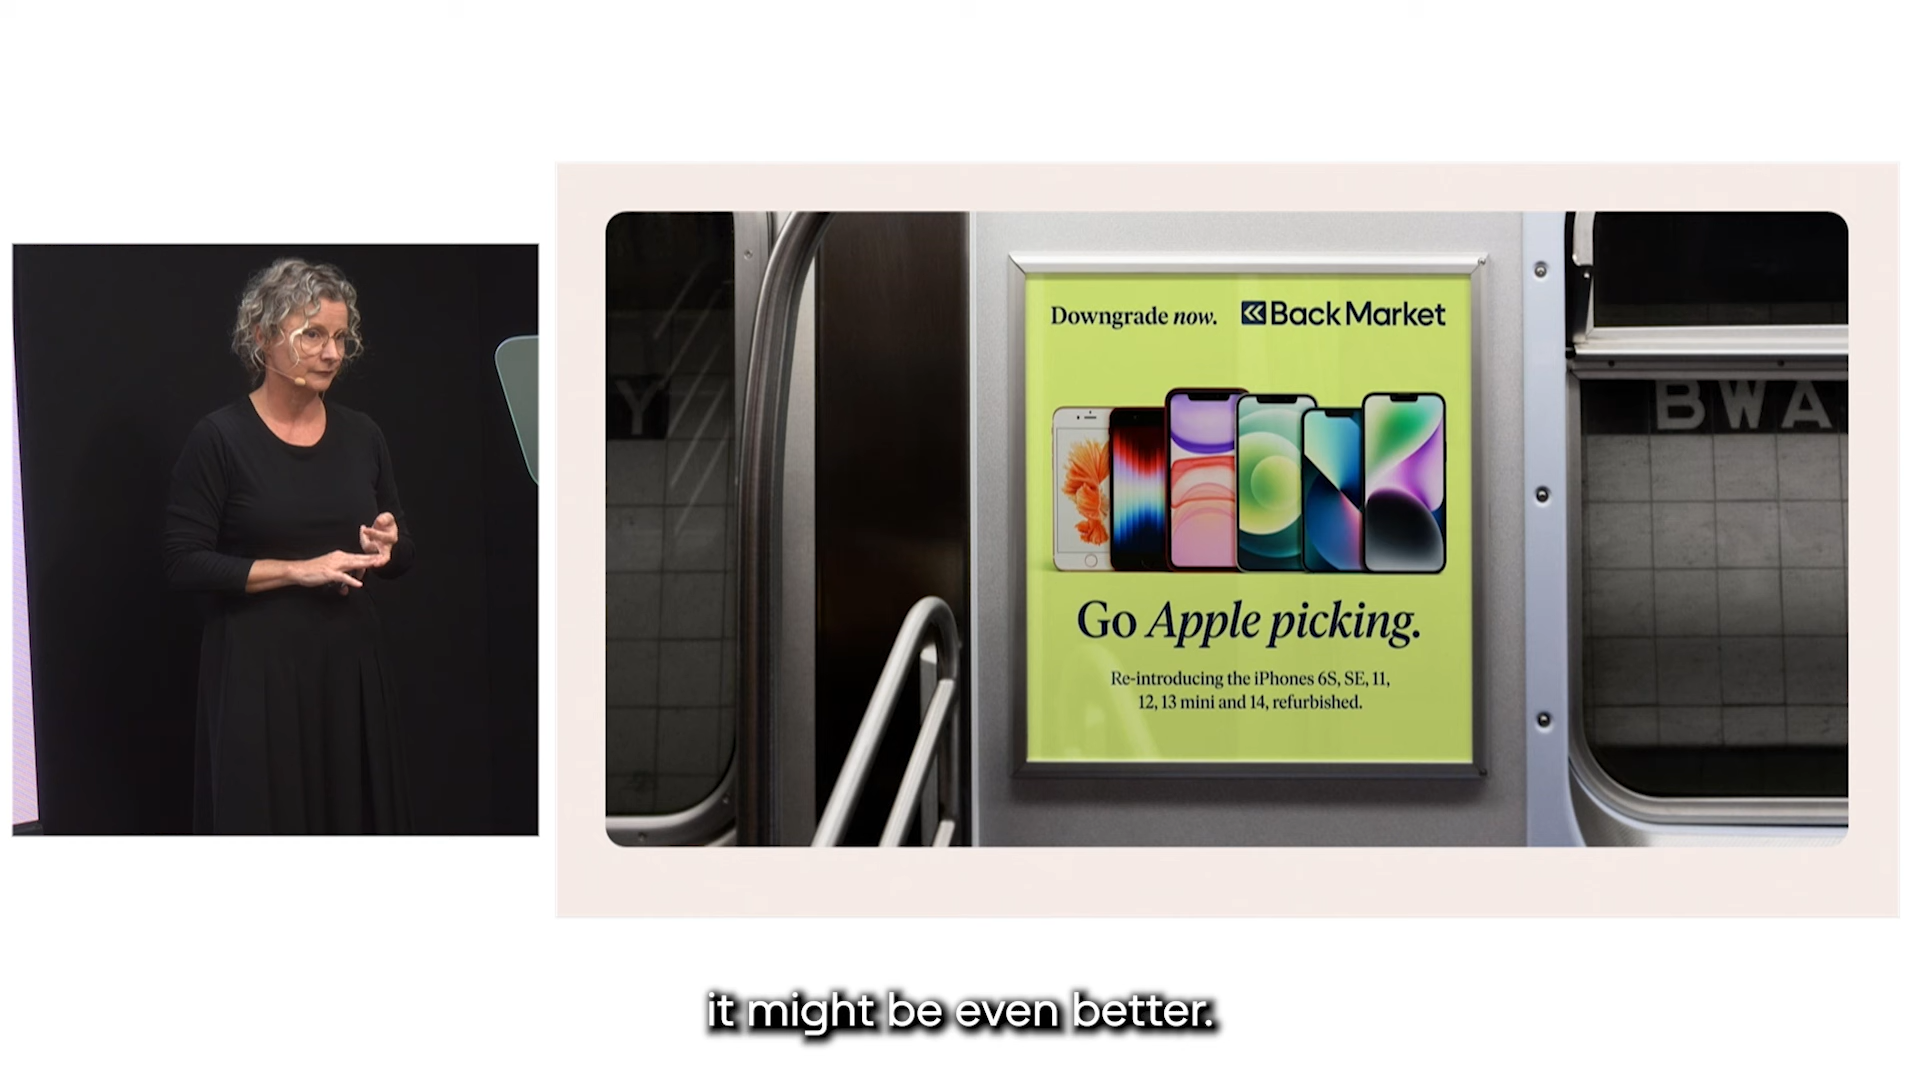 Downgrade now.
Back Market
Go Apple picking.
Re-introducing the iPhones 6S, SE, 11,
12, 13 mini and 14, refurbished.
Y
BWA
it might be even better.